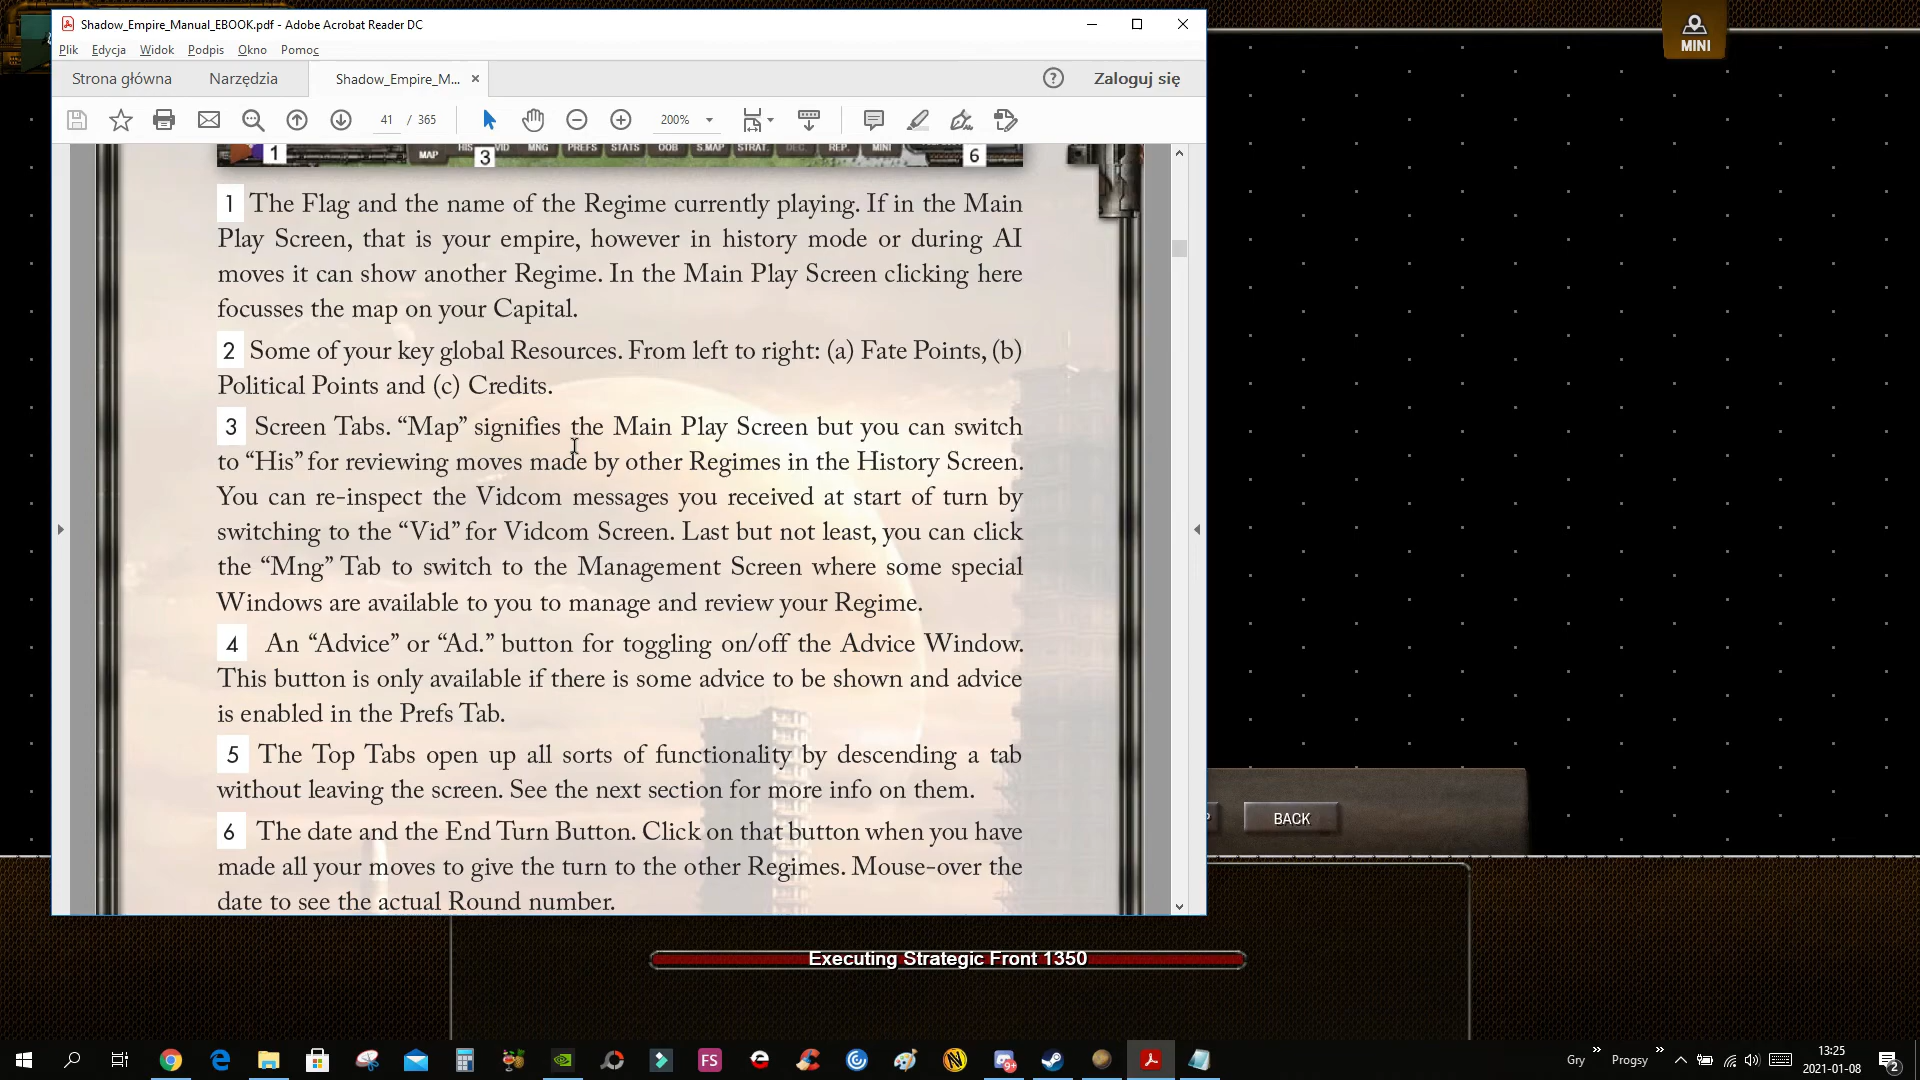 Shadow_Empire_Manual_EBOOK.pdf - Adobe Acrobat Reader DC
Plik Edycja Widok Podpis Okno Pomoc
Strona główna Narzędzia Shadow_Empire_M... × Zaloguj się
41 / 365 200%
MINI
1 MAP 3 MNG PREFS STATS OOB S.MAP STRAT. DEC. REP. MINI 6
1 The Flag and the name of the Regime currently playing. If in the Main
Play Screen, that is your empire, however in history mode or during AI
moves it can show another Regime. In the Main Play Screen clicking here
focusses the map on your Capital.
2 Some of your key global Resources. From left to right: (a) Fate Points, (b)
Political Points and (c) Credits.
3 Screen Tabs. “Map” signifies the Main Play Screen but you can switch
to “His” for reviewing moves made by other Regimes in the History Screen.
You can re-inspect the Vidcom messages you received at start of turn by
switching to the “Vid” for Vidcom Screen. Last but not least, you can click
the “Mng” Tab to switch to the Management Screen where some special
Windows are available to you to manage and review your Regime.
4 An “Advice” or “Ad.” button for toggling on/off the Advice Window.
This button is only available if there is some advice to be shown and advice
is enabled in the Prefs Tab.
5 The Top Tabs open up all sorts of functionality by descending a tab
without leaving the screen. See the next section for more info on them.
6 The date and the End Turn Button. Click on that button when you have
made all your moves to give the turn to the other Regimes. Mouse-over the
date to see the actual Round number.
BACK
Executing Strategic Front 1350
Gry Progsy 13:25
2021-01-08 2